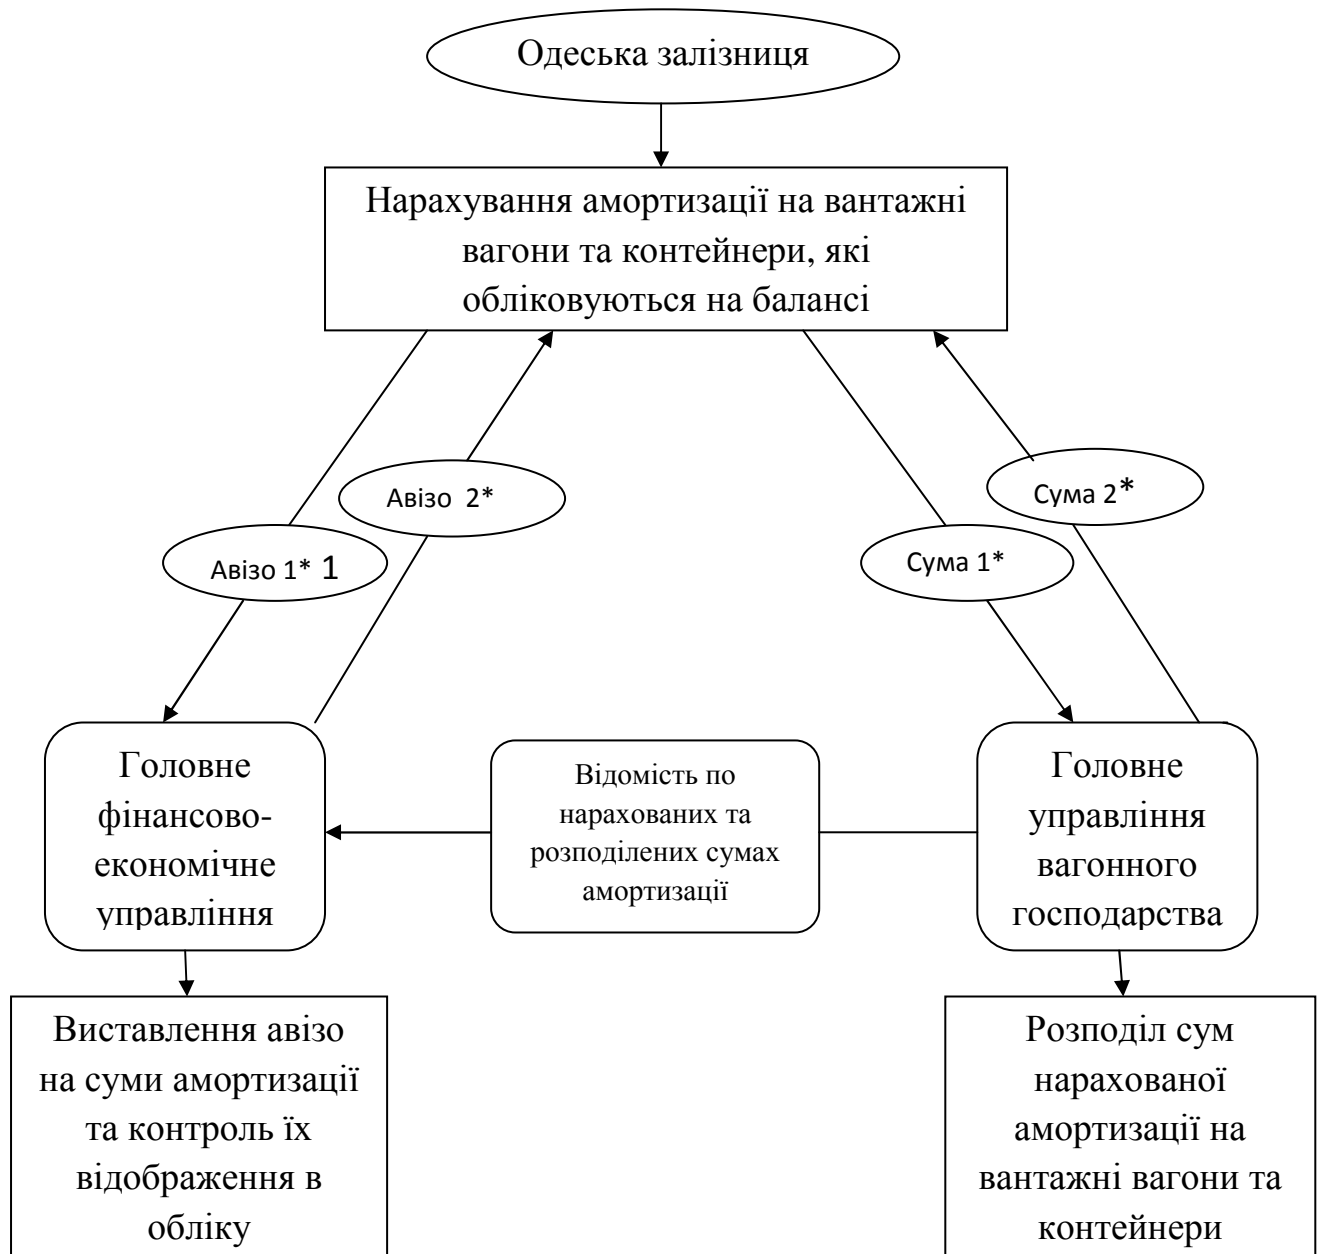 Одеська залізниця
Нарахування амортизації на вантажні
вагони та контейнери, які
обліковуються на балансі
Авізо 2*
Сума 2*
Авізо 1* 1
Сума 1*
Головне
фінансово-
економічне
управління
Відомість по
нарахованих та
розподілених сумах
амортизації
Головне
управління
вагонного
господарства
Виставлення авізо
на суми амортизації
та контроль їх
відображення в
обліку
Розподіл сум
нарахованої
амортизації на
вантажні вагони та
контейнери